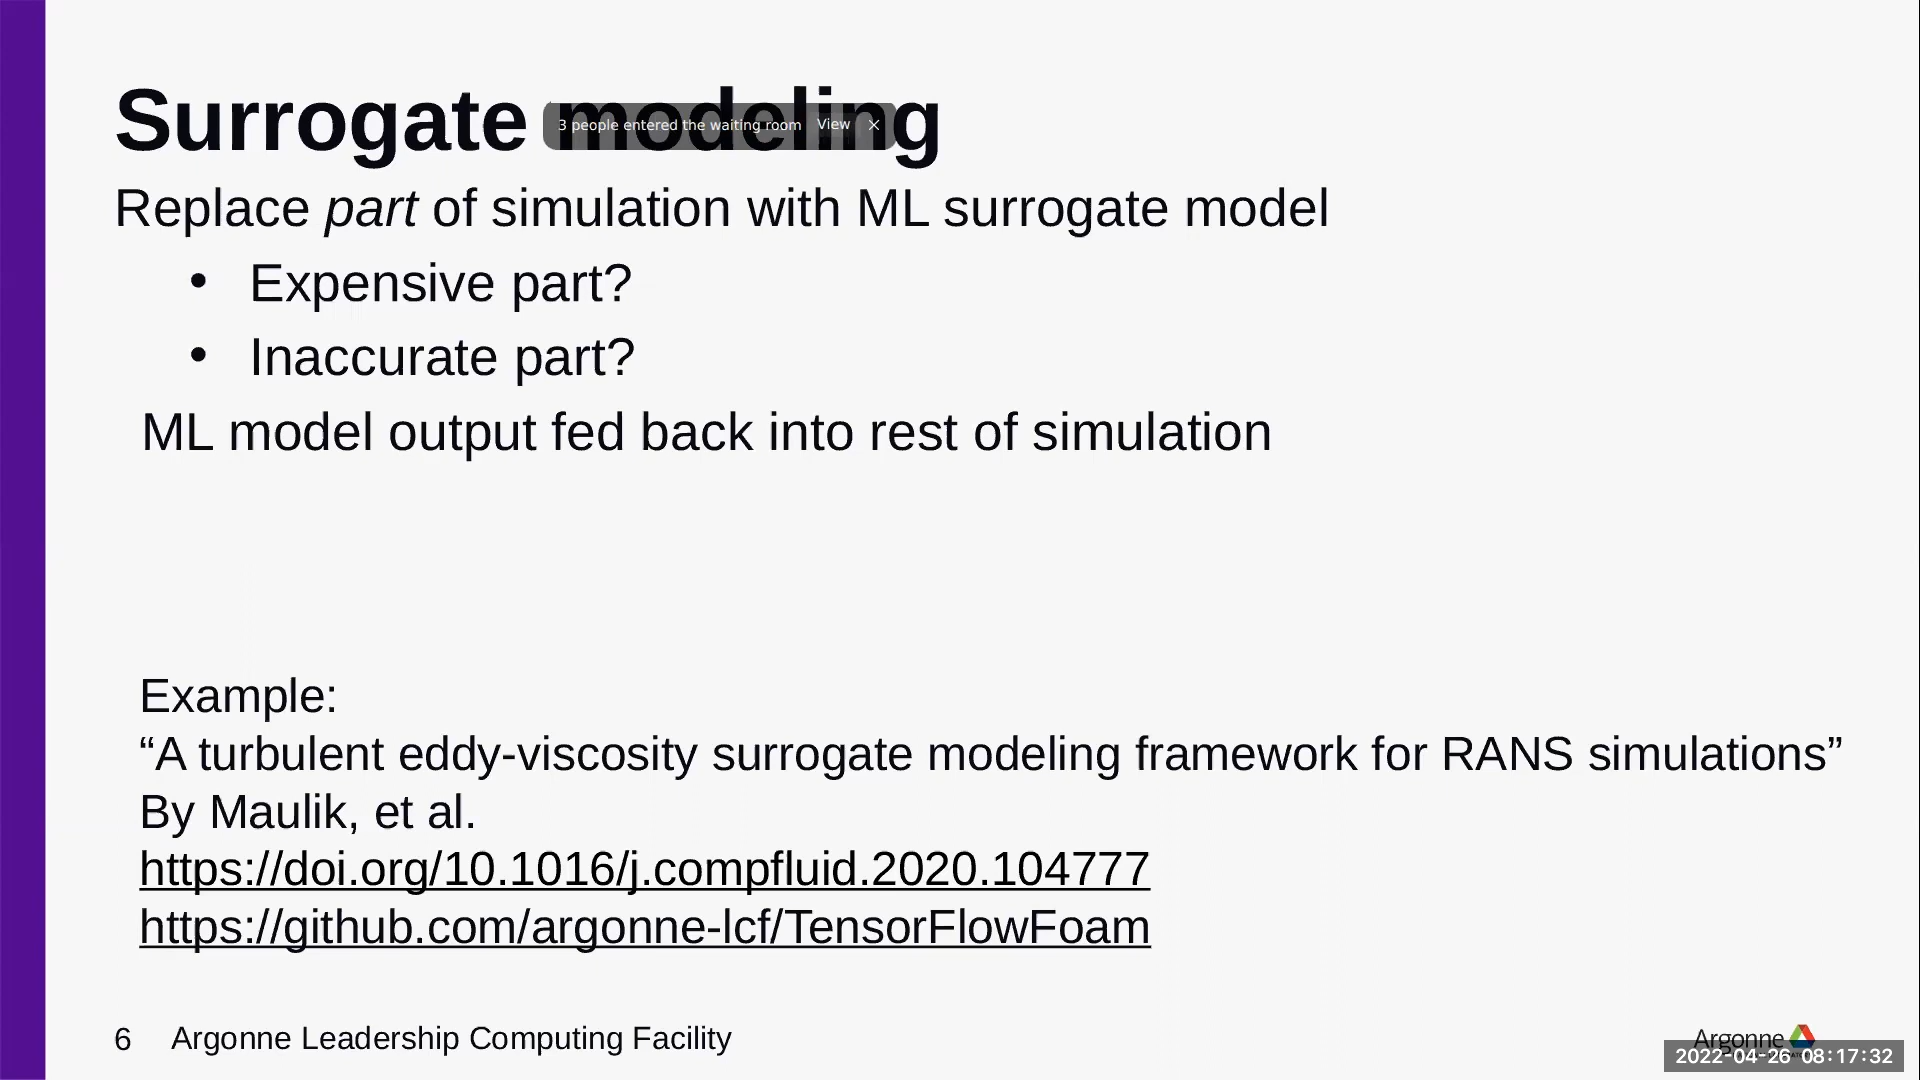 Surrogate modeling
3 people entered the waiting room View ×
Replace part of simulation with ML surrogate model
• Expensive part?
• Inaccurate part?
ML model output fed back into rest of simulation
Example:
“A turbulent eddy-viscosity surrogate modeling framework for RANS simulations”
By Maulik, et al.
https://doi.org/10.1016/j.compfluid.2020.104777
https://github.com/argonne-lcf/TensorFlowFoam
6 Argonne Leadership Computing Facility
Argonne
2022-04-26 08:17:32